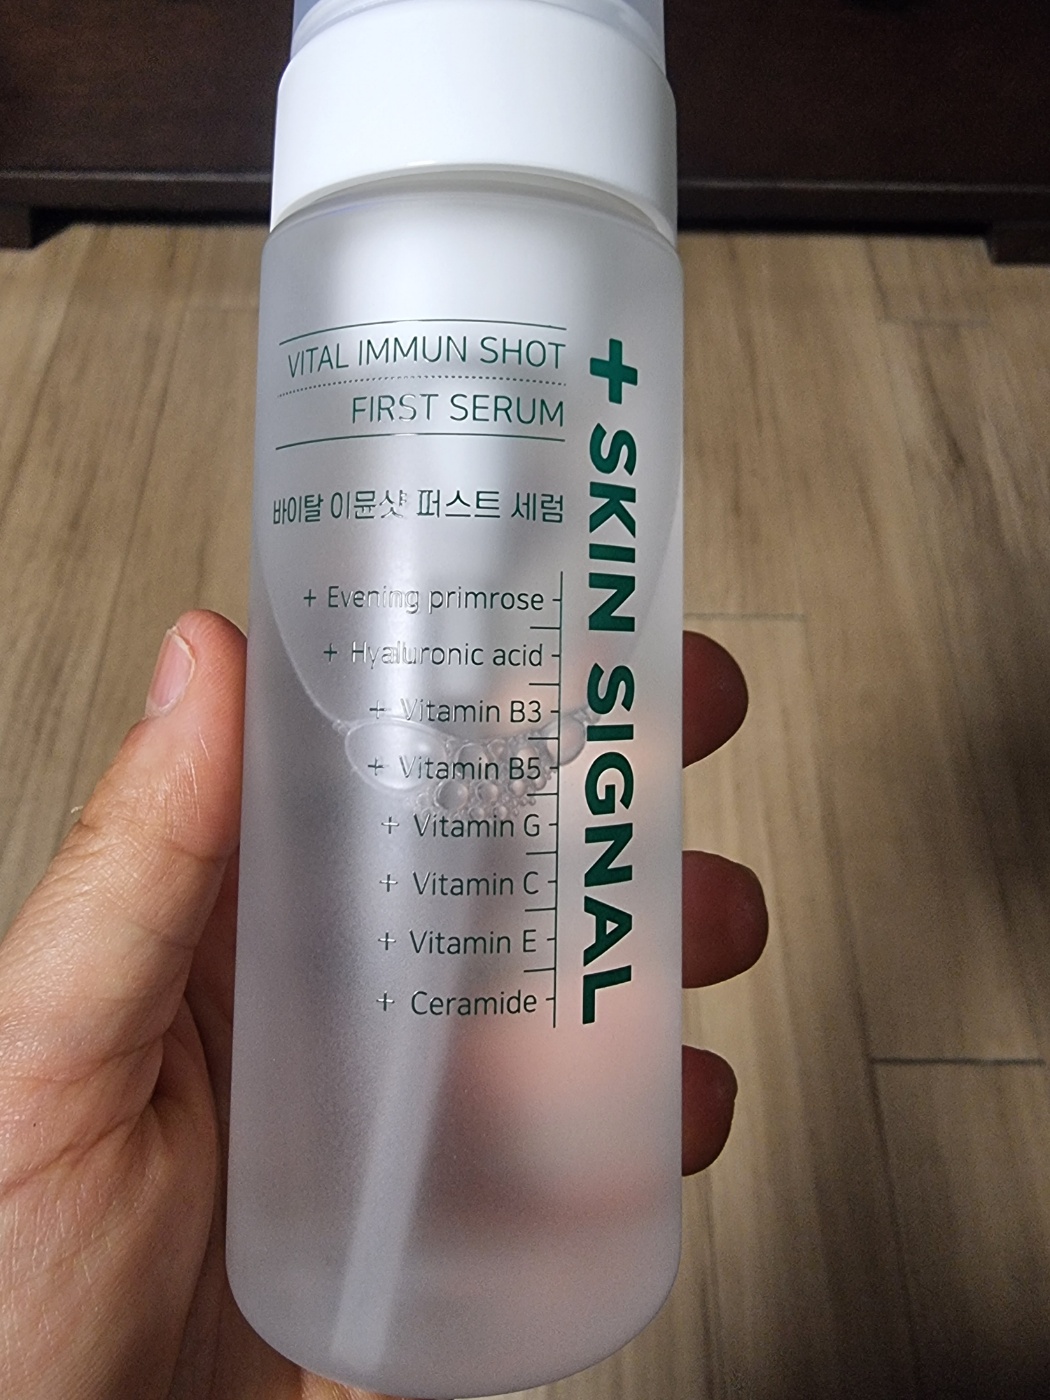 VITAL IMMUN SHOT
FIRST SERUM
바이탈 이뮨샷 퍼스트 세럼
+ Evening primrose
+ Hyaluronic acid
+ Vitamin B3
+ Vitamin B5
+ Vitamin G
+ Vitamin C
+ Vitamin E
+ Ceramide
+ SKIN SIGNAL